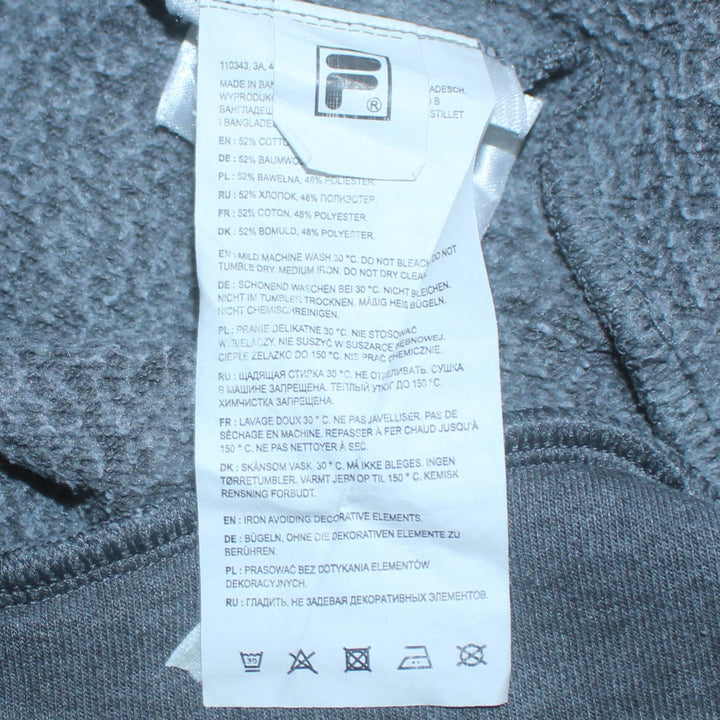 F ®
110343, 3A, 4
MADE IN BAN ADESCH,
WYPRODUK О В
БАНГЛАДЕШ STILLET
I BANGLADE
EN : 52% COTTO
DE : 52% BAUMWO
PL : 52% BAWEŁNA, 48% POLIESTER.
RU : 52% ХЛОПОК, 48% ПОЛИЭСТЕР.
FR : 52% COTON, 48% POLYESTER.
DK : 52% BOMULD, 48% POLYESTER.
EN : MILD MACHINE WASH 30 °C. DO NOT BLEACH. DO NOT
TUMBLE DRY. MEDIUM IRON. DO NOT DRY CLEAN.
DE : SCHONEND WASCHEN BEI 30 °C. NICHT BLEICHEN.
NICHT IM TUMBLER TROCKNEN. MÄßIG HEIß BÜGELN.
NICHT CHEMISCHREINIGEN.
PL : PRANIE DELIKATNE 30 °C. NIE STOSOWAĆ
WYBIELACZY. NIE SUSZYĆ W SUSZARCE BĘBNOWEJ.
CIEPŁE ŻELAZKO DO 150 °C. NIE PRAĆ CHEMICZNIE.
RU : ЩАДЯЩАЯ СТИРКА 30 °C. НЕ ОТБЕЛИВАТЬ. СУШКА
В МАШИНЕ ЗАПРЕЩЕНА. ТЕПЛЫЙ УТЮГ ДО 150 °C.
ХИМЧИСТКА ЗАПРЕЩЕНА.
FR : LAVAGE DOUX 30 ° C. NE PAS JAVELLISER. PAS DE
SÉCHAGE EN MACHINE. REPASSER À FER CHAUD JUSQU'À
150 ° C. NE PAS NETTOYER À SEC.
DK : SKÅNSOM VASK 30 ° C. MÅ IKKE BLEGES. INGEN
TØRRETUMBLER. VARMT JERN OP TIL 150 ° C. KEMISK
RENSNING FORBUDT.
EN : IRON AVOIDING DECORATIVE ELEMENTS.
DE : BÜGELN, OHNE DIE DEKORATIVEN ELEMENTE ZU
BERÜHREN.
PL : PRASOWAĆ BEZ DOTYKANIA ELEMENTÓW
DEKORACYJNYCH.
RU : ГЛАДИТЬ, НЕ ЗАДЕВАЯ ДЕКОРАТИВНЫХ ЭЛЕМЕНТОВ.
30